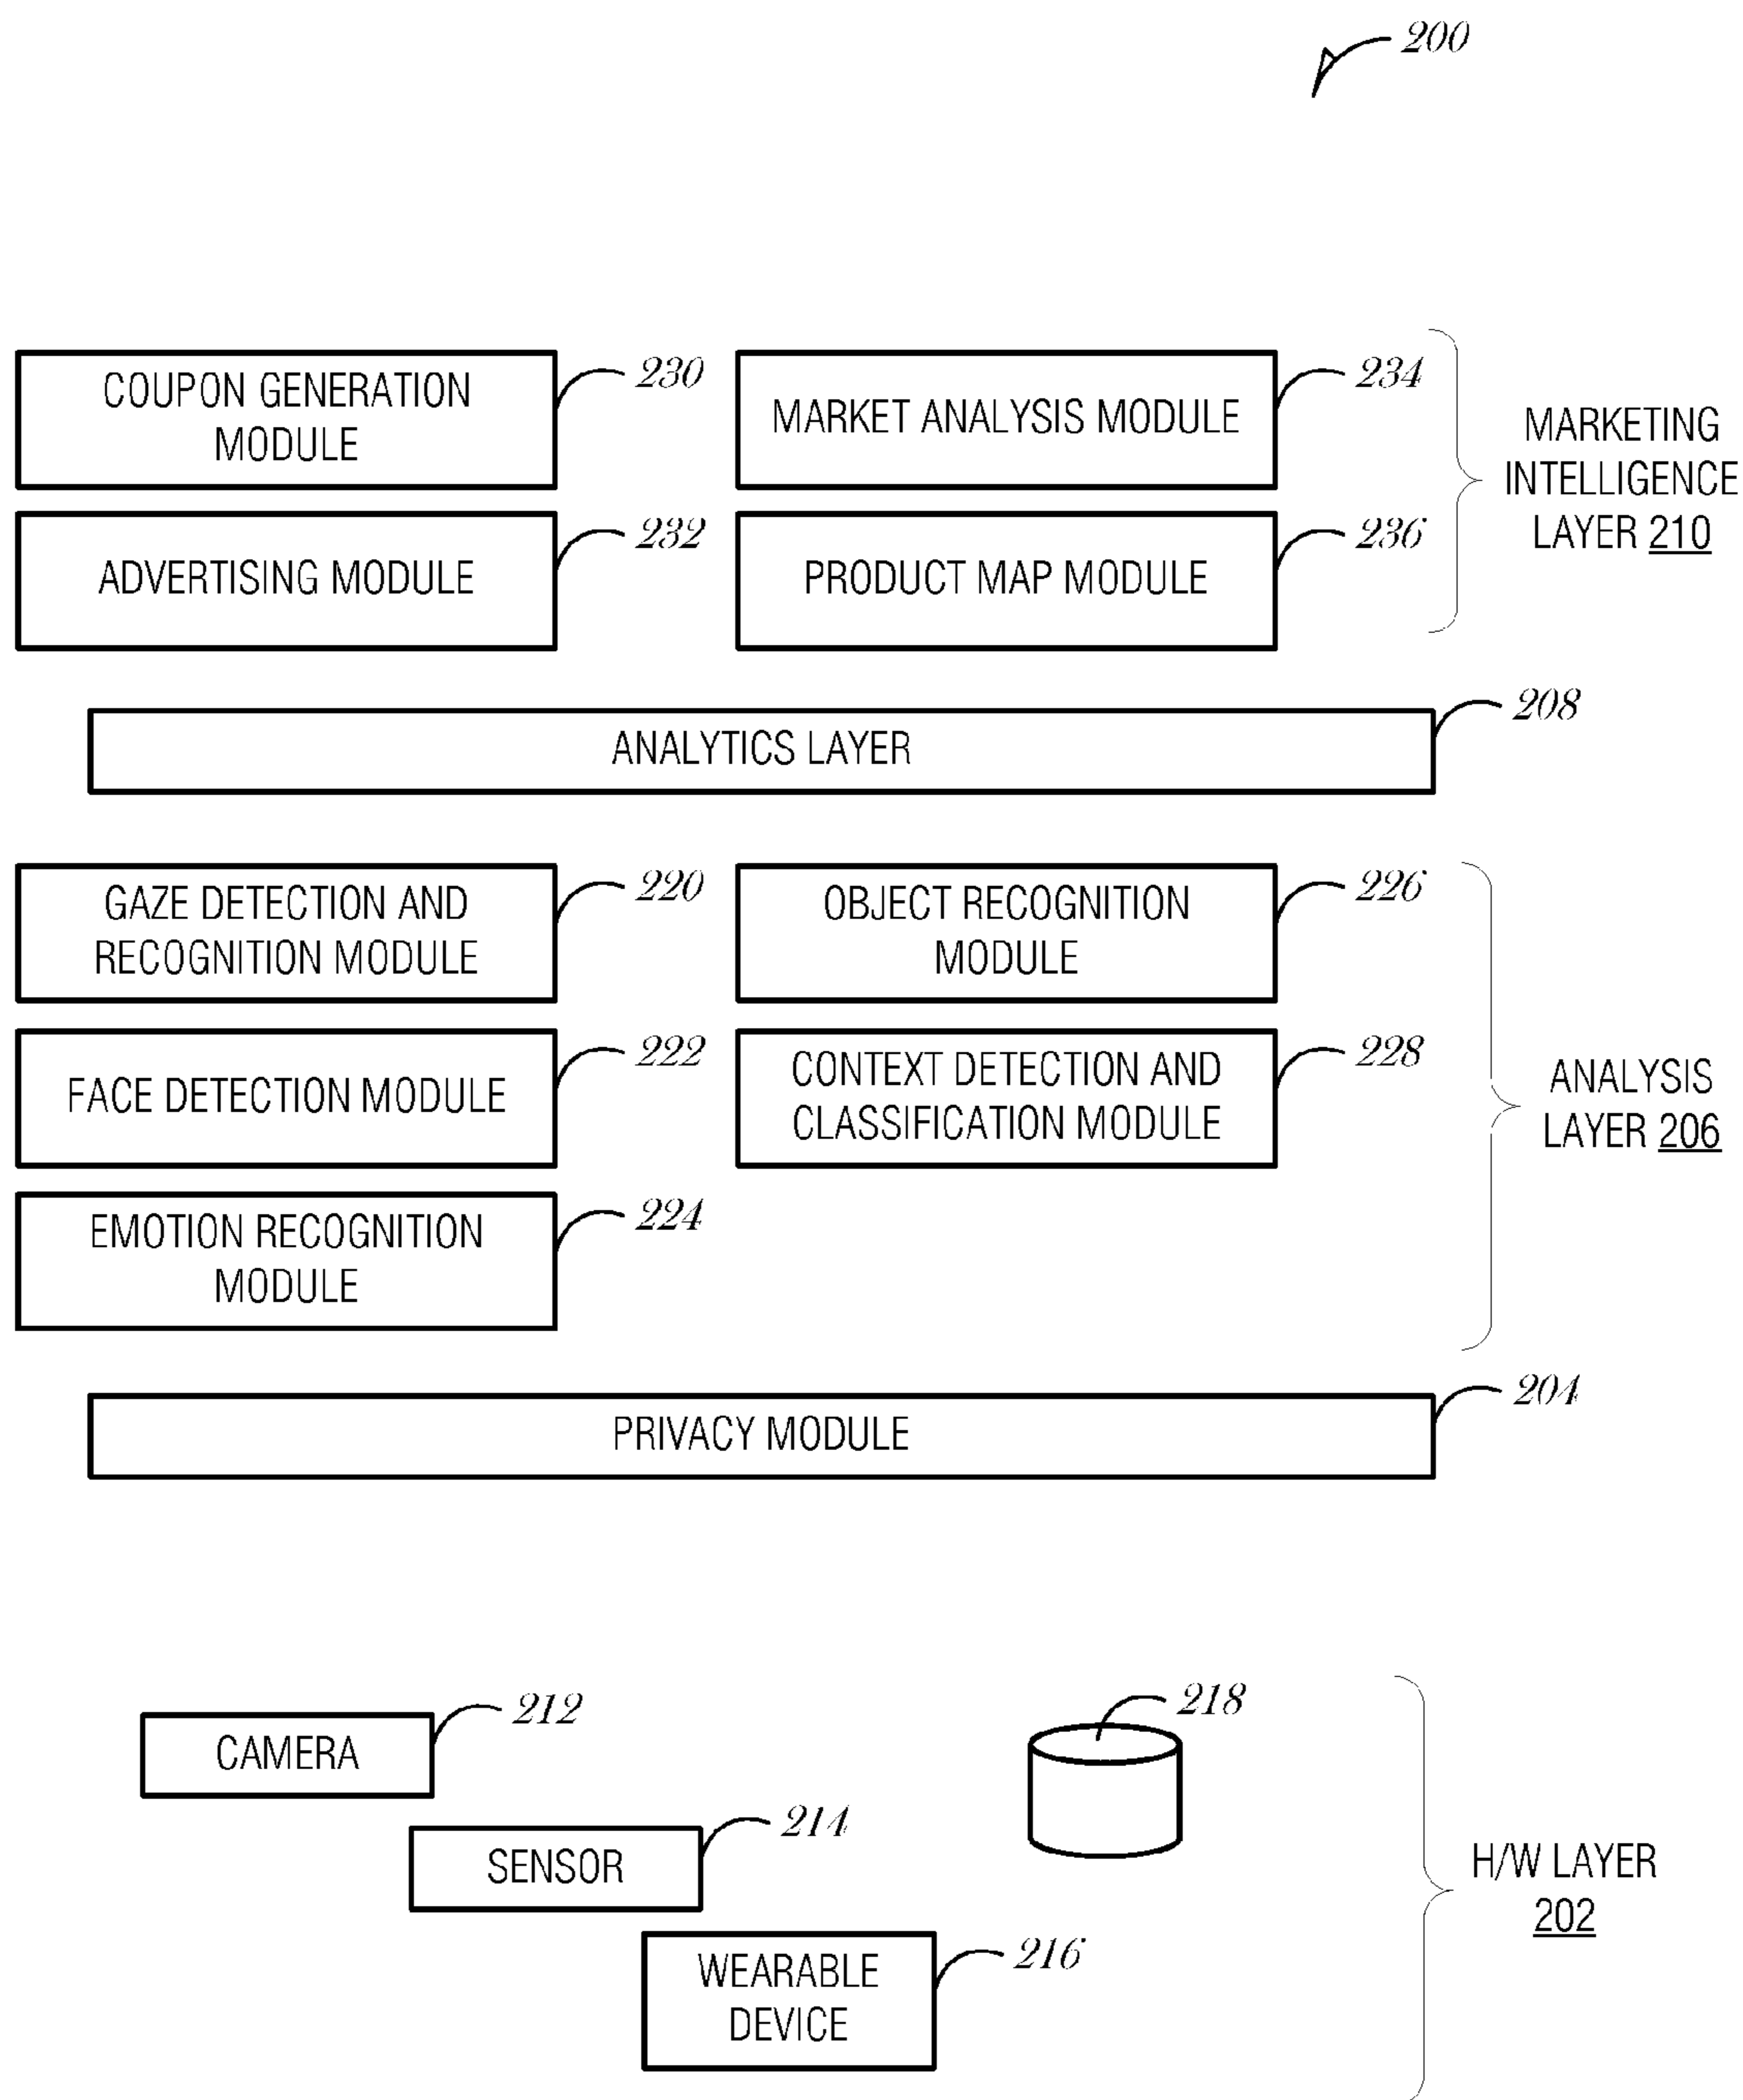 200
COUPON GENERATION
MODULE
230
MARKET ANALYSIS MODULE
234
MARKETING
INTELLIGENCE
LAYER 210
ADVERTISING MODULE
232
PRODUCT MAP MODULE
236
ANALYTICS LAYER
208
GAZE DETECTION AND
RECOGNITION MODULE
220
OBJECT RECOGNITION
MODULE
226
FACE DETECTION MODULE
222
CONTEXT DETECTION AND
CLASSIFICATION MODULE
228
ANALYSIS
LAYER 206
EMOTION RECOGNITION
MODULE
224
PRIVACY MODULE
204
CAMERA
212
218
SENSOR
214
H/W LAYER
202
WEARABLE
DEVICE
216